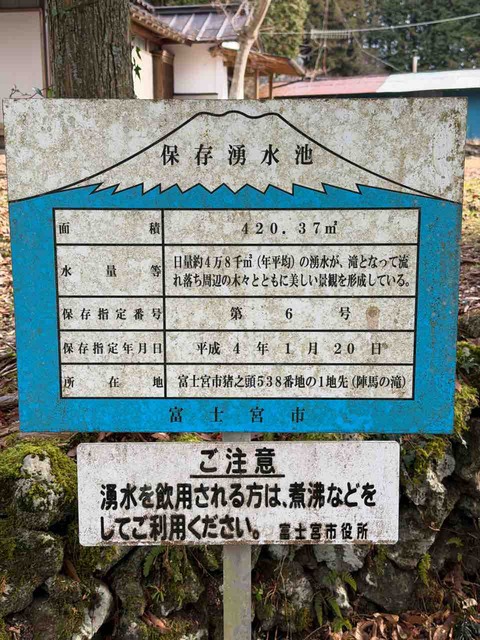 保存湧水池
面積 420.37㎡
水量等 日量約4万8千㎥(年平均)の湧水が、滝となって流
れ落ち周辺の木々とともに美しい景観を形成している。
保存指定番号 第6号
保存指定年月日 平成4年1月20日
所在地 富士宮市猪之頭538番地の1地先(陣馬の滝)
富士宮市
ご注意
湧水を飲用される方は、煮沸などを
してご利用ください。 富士宮市役所